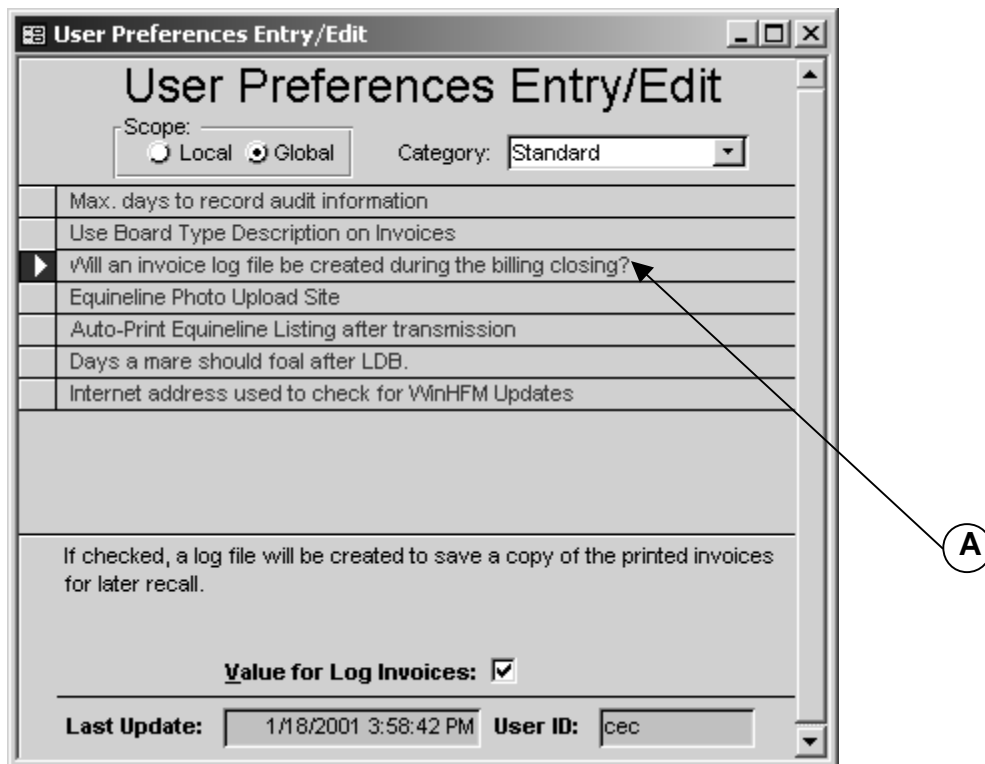 User Preferences Entry/Edit
User Preferences Entry/Edit
Scope:
Local Global Category: Standard
Max. days to record audit information
Use Board Type Description on Invoices
Will an invoice log file be created during the billing closing?
Equineline Photo Upload Site
Auto-Print Equineline Listing after transmission
Days a mare should foal after LDB.
Internet address used to check for WinHFM Updates
A
If checked, a log file will be created to save a copy of the printed invoices
for later recall.
Value for Log Invoices:
Last Update: 1/18/2001 3:58:42 PM User ID: cec